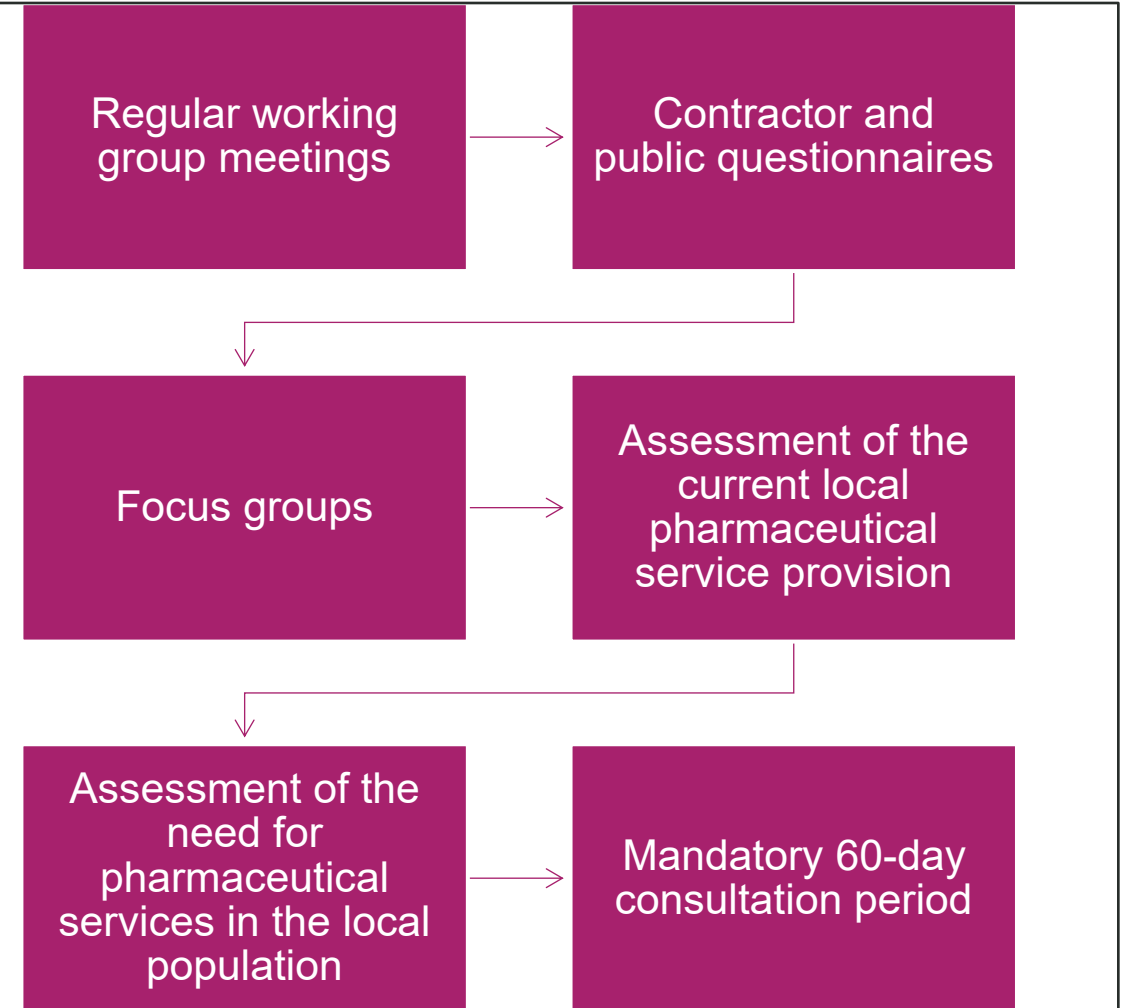 Regular working
group meetings
Contractor and
public questionnaires
Focus groups
Assessment of the
current local
pharmaceutical
service provision
Assessment of the
need for
pharmaceutical
services in the local
population
Mandatory 60-day
consultation period